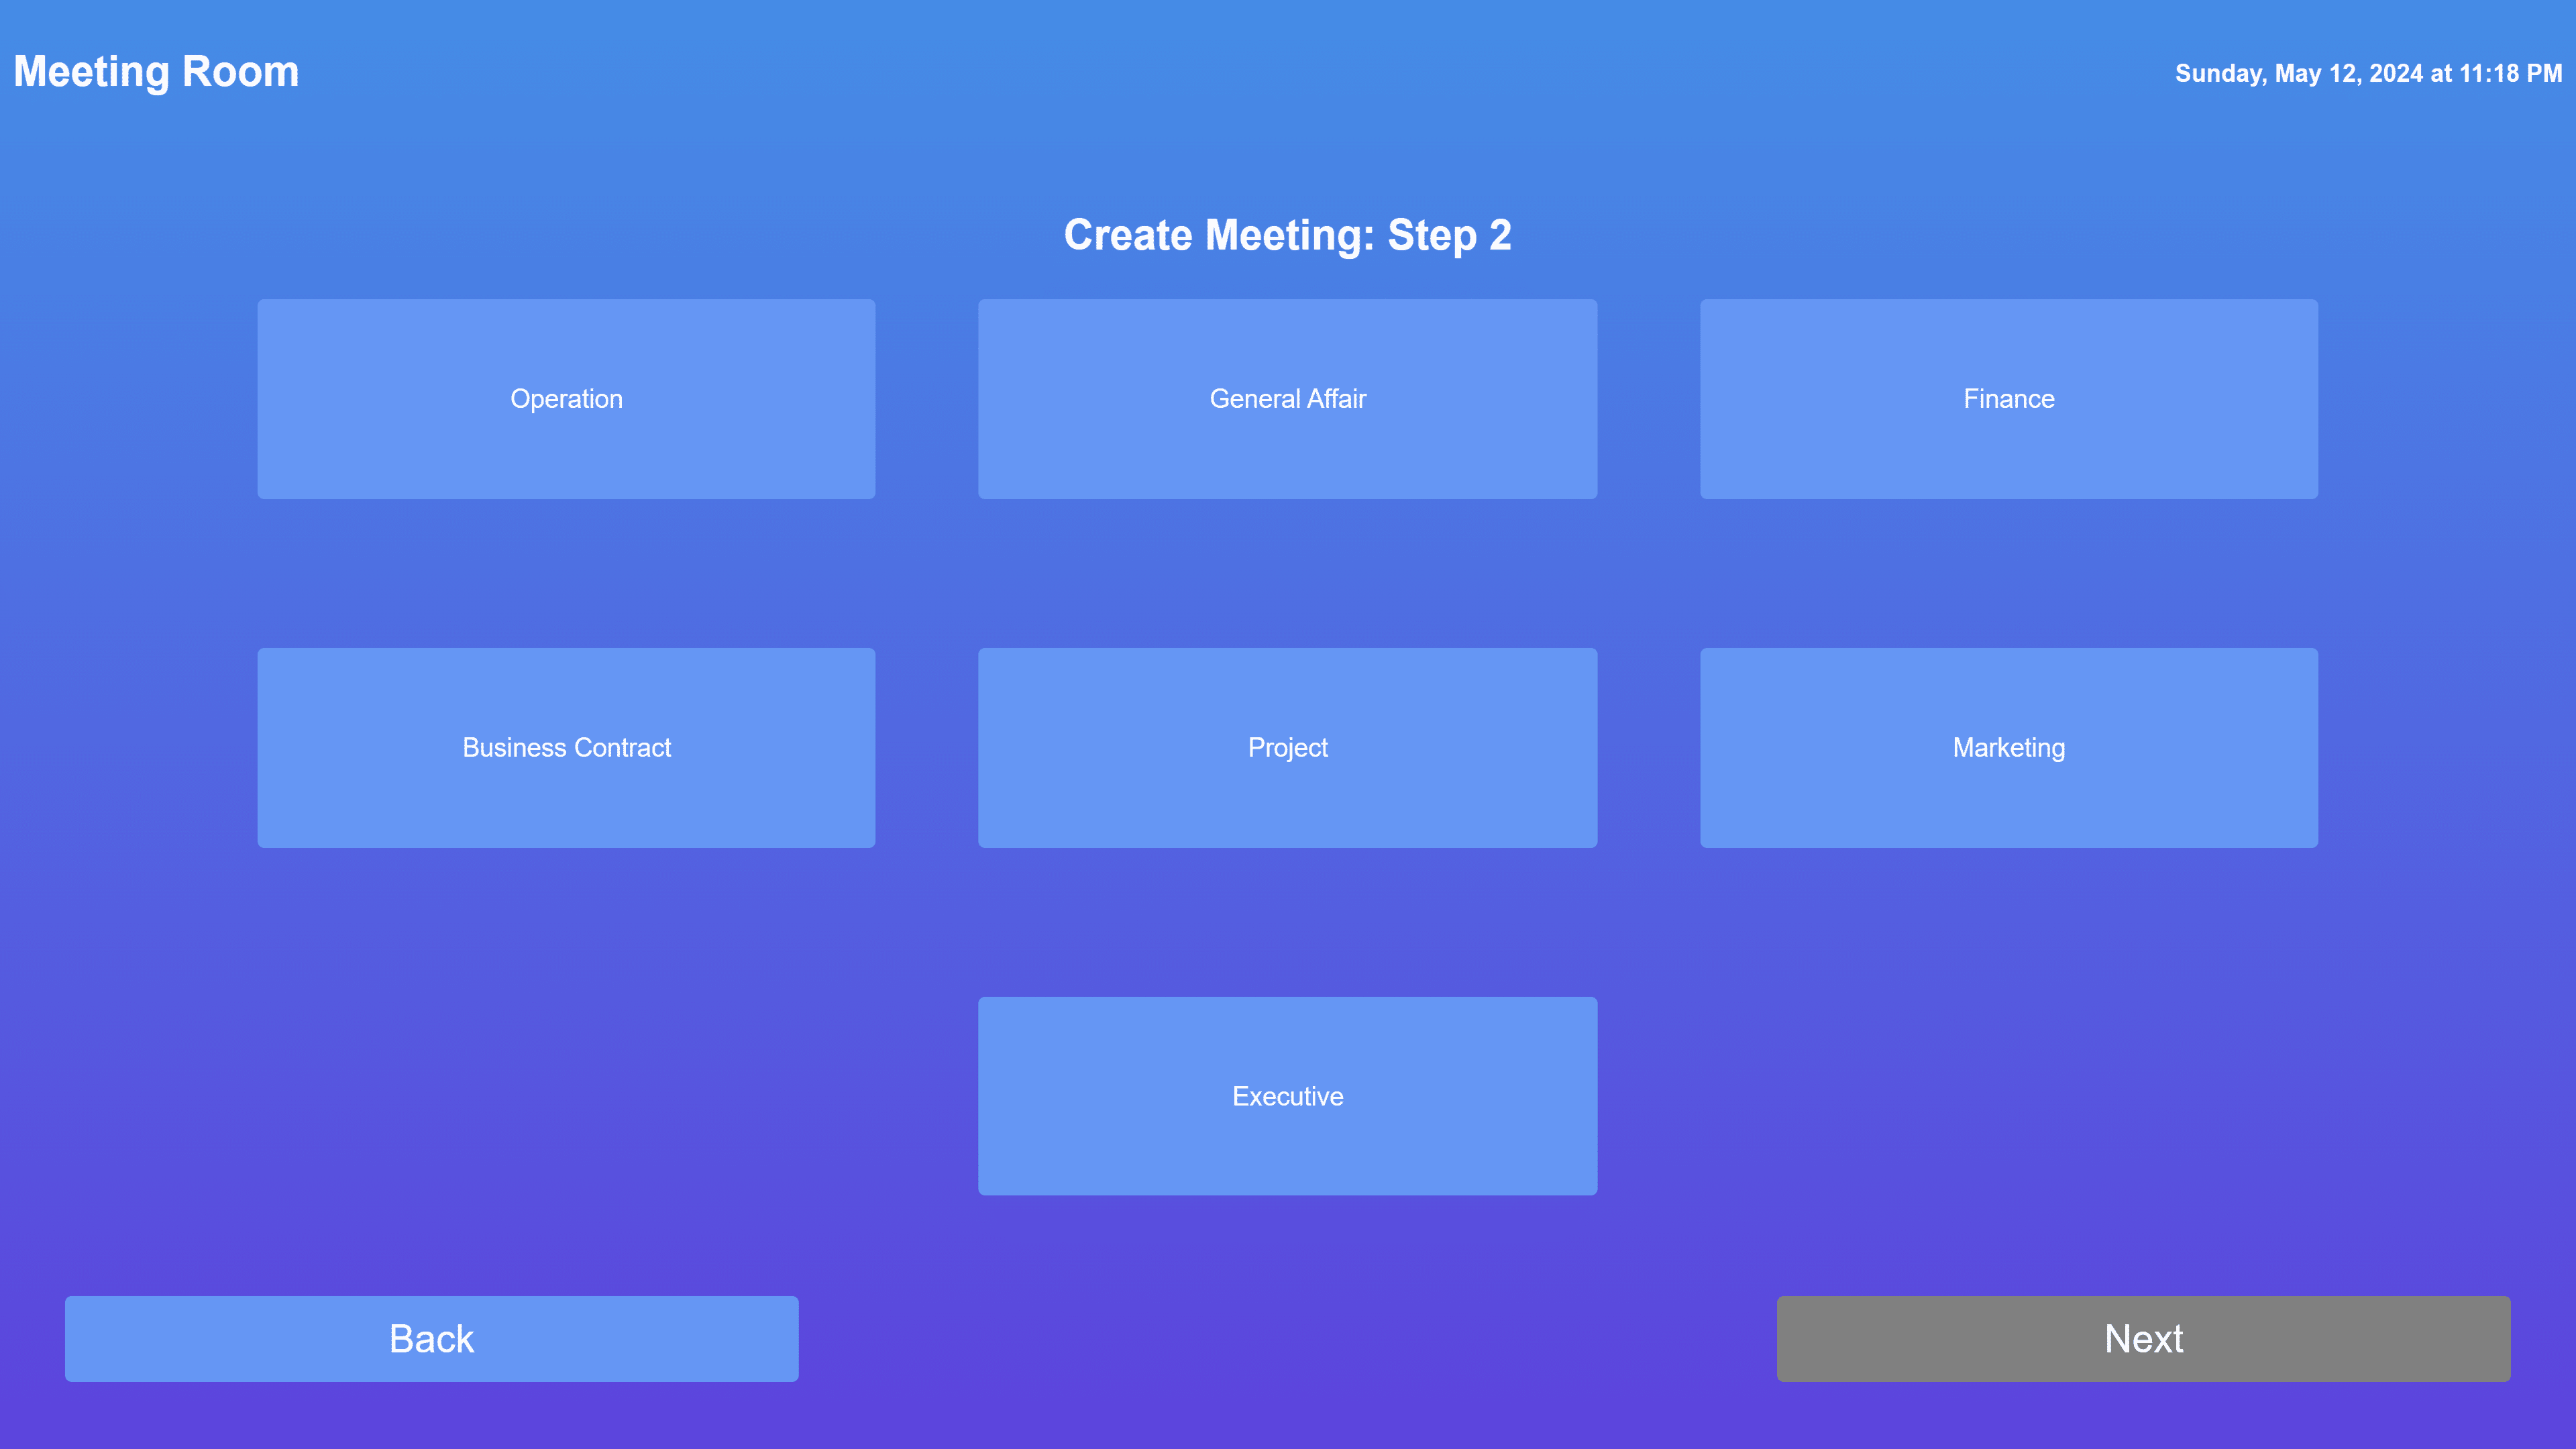 Meeting Room
Sunday, May 12, 2024 at 11:18 PM
Create Meeting: Step 2
Operation
General Affair
Finance
Business Contract
Project
Marketing
Executive
Back
Next